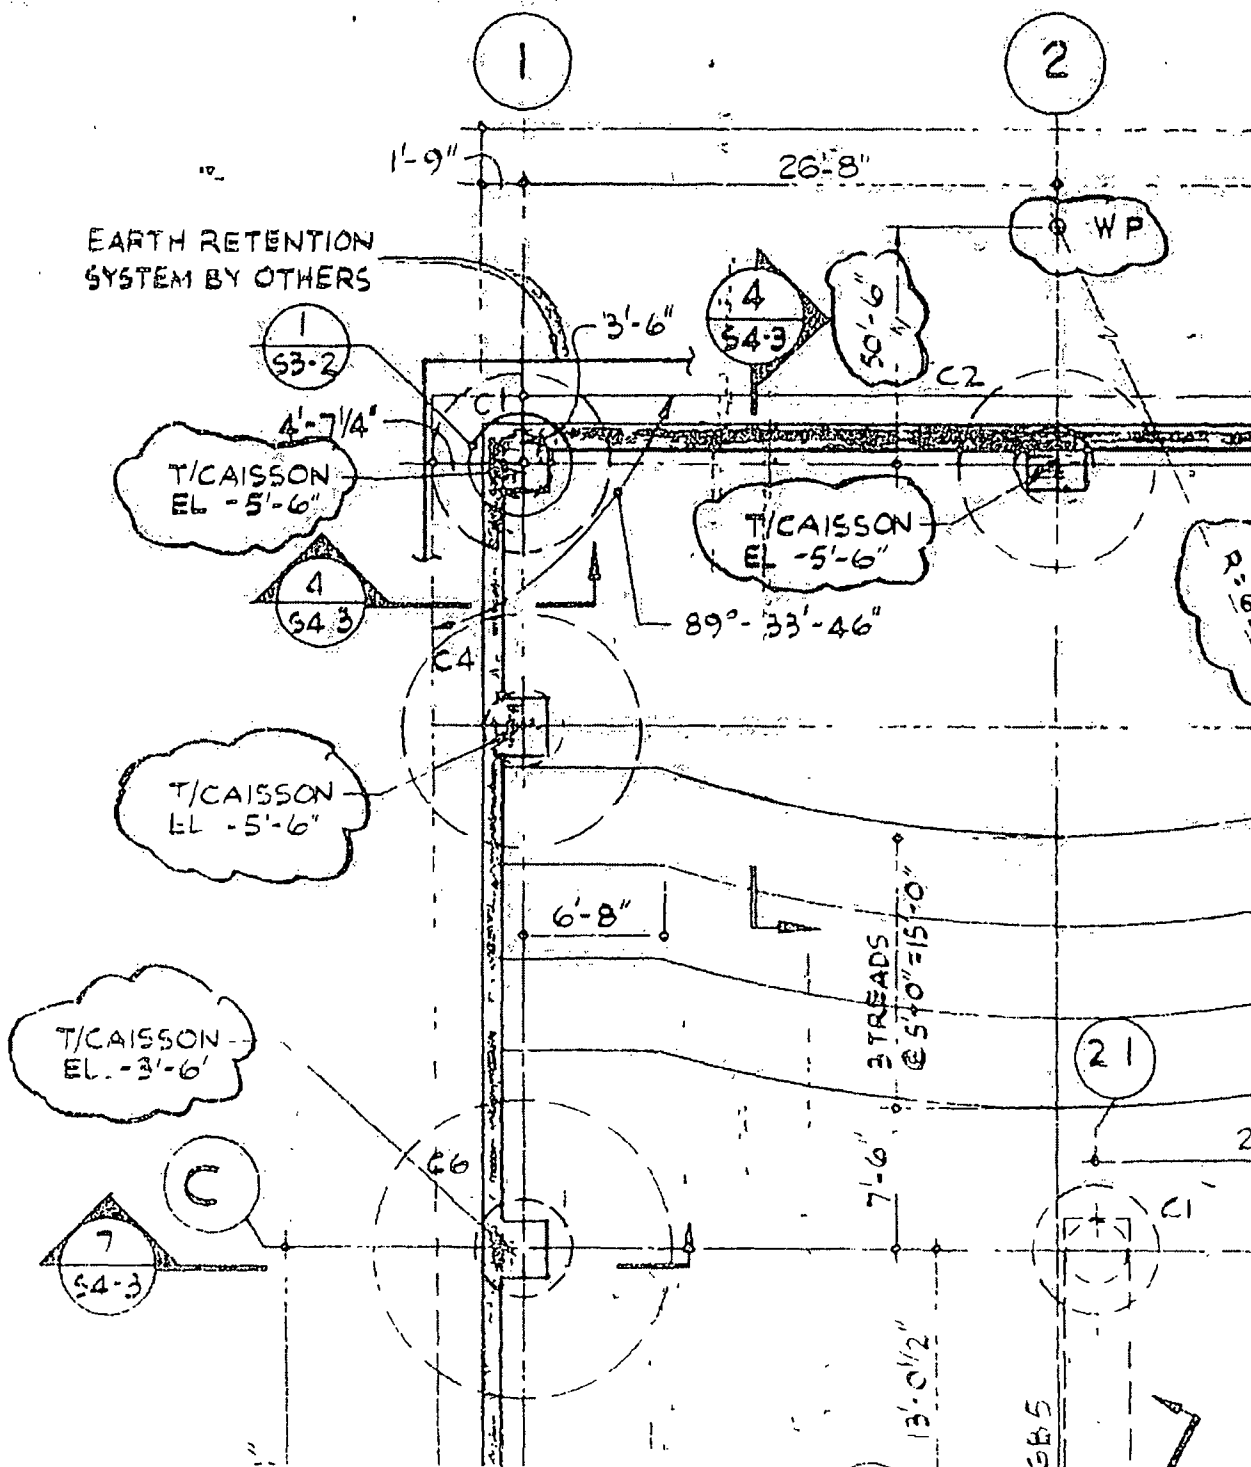 1
2
1'-9"
26'-8"
WP
EARTH RETENTION
SYSTEM BY OTHERS
1
S3-2
3'-6"
4
S4-3
50'-6"
C1
C2
4'-7 1/4"
T/CAISSON
EL -5'-6"
T/CAISSON
EL -5'-6"
4
S4-3
89°-33'-46"
C4
T/CAISSON
EL -5'-6"
6'-8"
3 TREADS
@ 5'-0"=15'-0"
T/CAISSON
EL. -3'-6"
21
2
C6
C
7'-6"
C1
7
S4-3
13'-0 1/2"
GB5